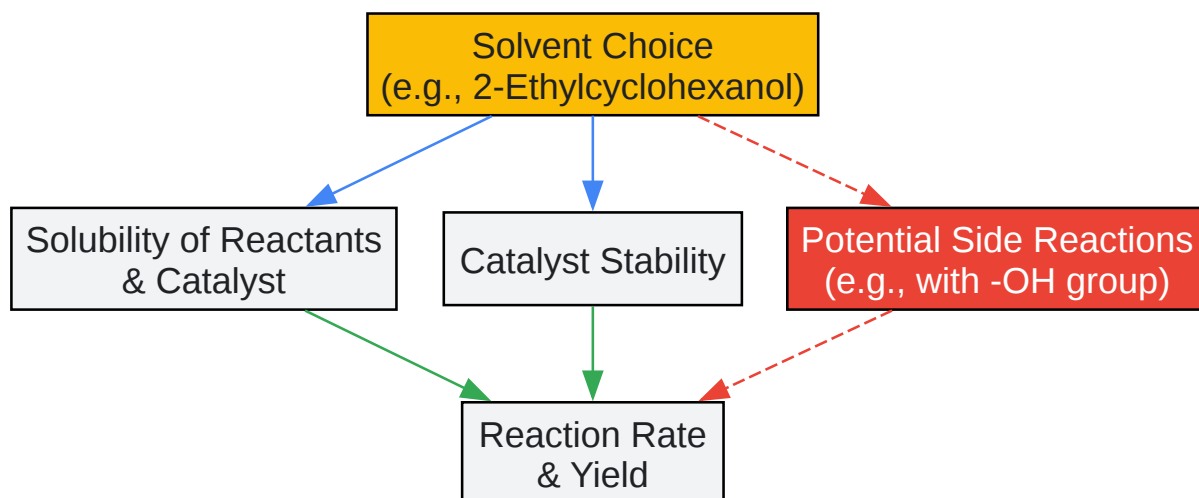 Solvent Choice
(e.g., 2-Ethylcyclohexanol)
Solubility of Reactants
& Catalyst
Catalyst Stability
Potential Side Reactions
(e.g., with -OH group)
Reaction Rate
& Yield